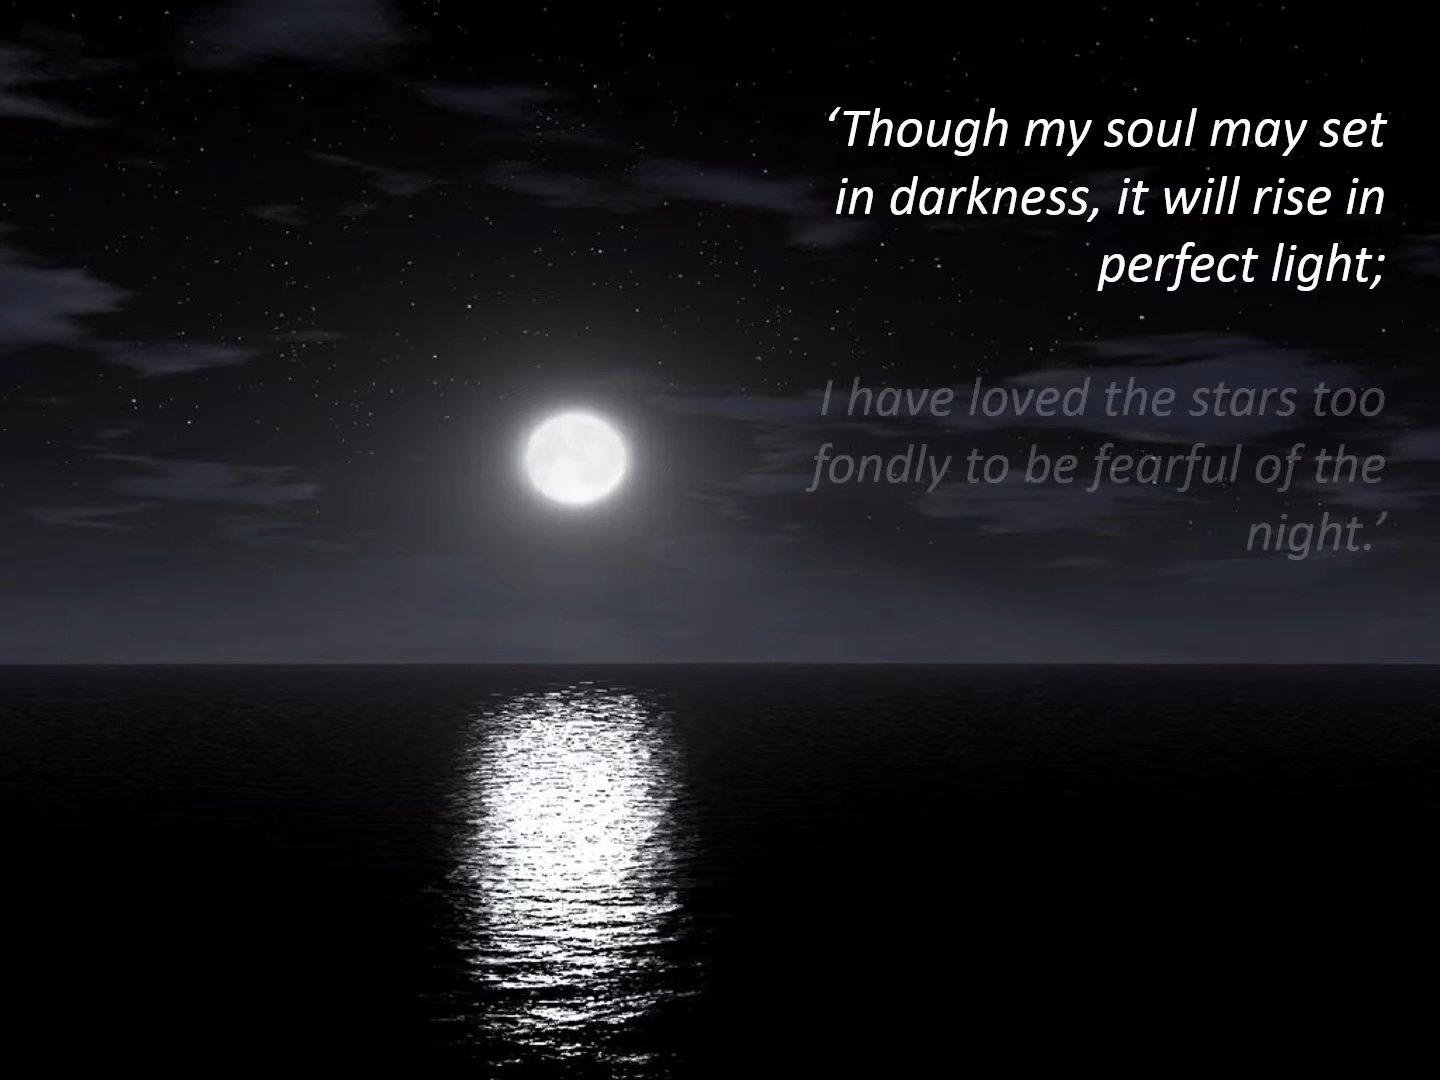 ‘Though my soul may set
in darkness, it will rise in
perfect light;
I have loved the stars too
fondly to be fearful of the
night.’